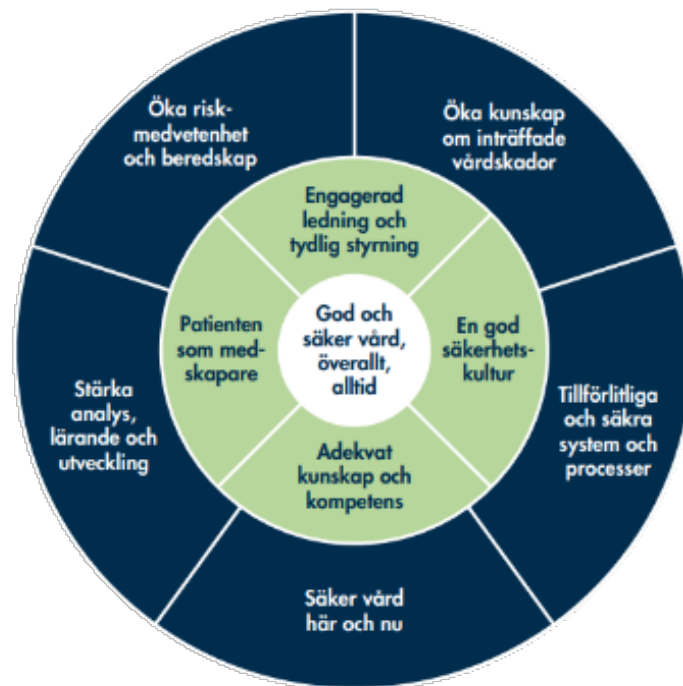 Öka risk-
medvetenhet
och beredskap
Öka kunskap
om inträffade
vårdskador
Engagerad
ledning och
tydlig styrning
Patienten
som med-
skapare
God och
säker vård,
överallt,
alltid
En god
säkerhets-
kultur
Stärka
analys,
lärande och
utveckling
Tillförlitliga
och säkra
system och
processer
Adekvat
kunskap och
kompetens
Säker vård
här och nu